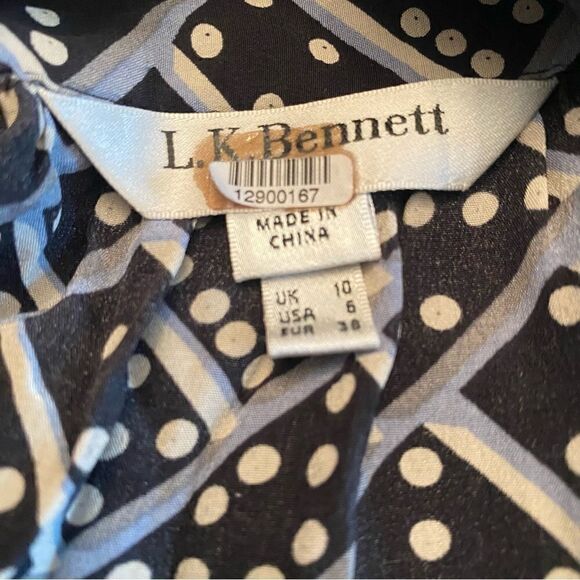 L.K.Bennett
12900167
MADE IN
CHINA
UK 10
USA 6
EUR 38